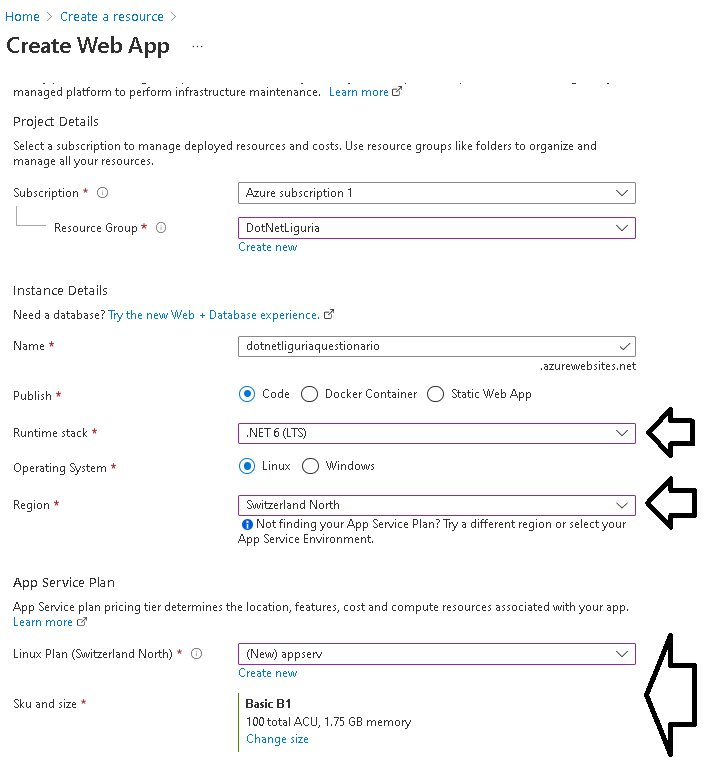 Home > Create a resource >
Create Web App ...
managed platform to perform infrastructure maintenance. Learn more
Project Details
Select a subscription to manage deployed resources and costs. Use resource groups like folders to organize and
manage all your resources.
Subscription *
Azure subscription 1
Resource Group *
DotNetLiguria
Create new
Instance Details
Need a database? Try the new Web + Database experience.
Name *
dotnetliguriaquestionario
.azurewebsites.net
Publish *
Code
Docker Container
Static Web App
Runtime stack *
.NET 6 (LTS)
Operating System *
Linux
Windows
Region *
Switzerland North
Not finding your App Service Plan? Try a different region or select your
App Service Environment.
App Service Plan
App Service plan pricing tier determines the location, features, cost and compute resources associated with your app.
Learn more
Linux Plan (Switzerland North) *
(New) appserv
Create new
Sku and size *
Basic B1
100 total ACU, 1.75 GB memory
Change size